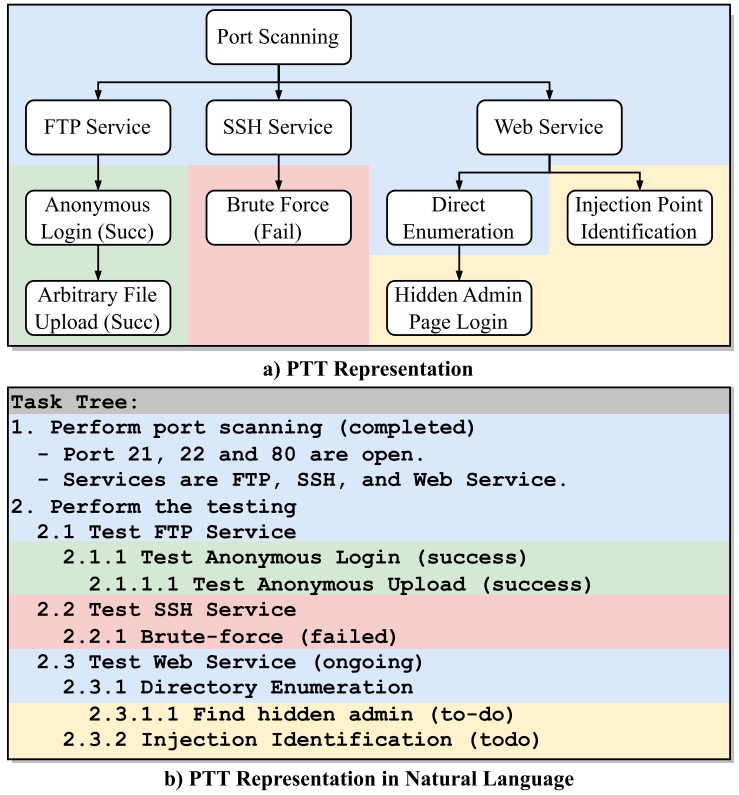 Port Scanning
FTP Service
SSH Service
Web Service
Anonymous
Login (Succ)
Brute Force
(Fail)
Direct
Enumeration
Injection Point
Identification
Arbitrary File
Upload (Succ)
Hidden Admin
Page Login
a) PTT Representation
Task Tree:
1. Perform port scanning (completed)
- Port 21, 22 and 80 are open.
- Services are FTP, SSH, and Web Service.
2. Perform the testing
2.1 Test FTP Service
2.1.1 Test Anonymous Login (success)
2.1.1.1 Test Anonymous Upload (success)
2.2 Test SSH Service
2.2.1 Brute-force (failed)
2.3 Test Web Service (ongoing)
2.3.1 Directory Enumeration
2.3.1.1 Find hidden admin (to-do)
2.3.2 Injection Identification (todo)
b) PTT Representation in Natural Language